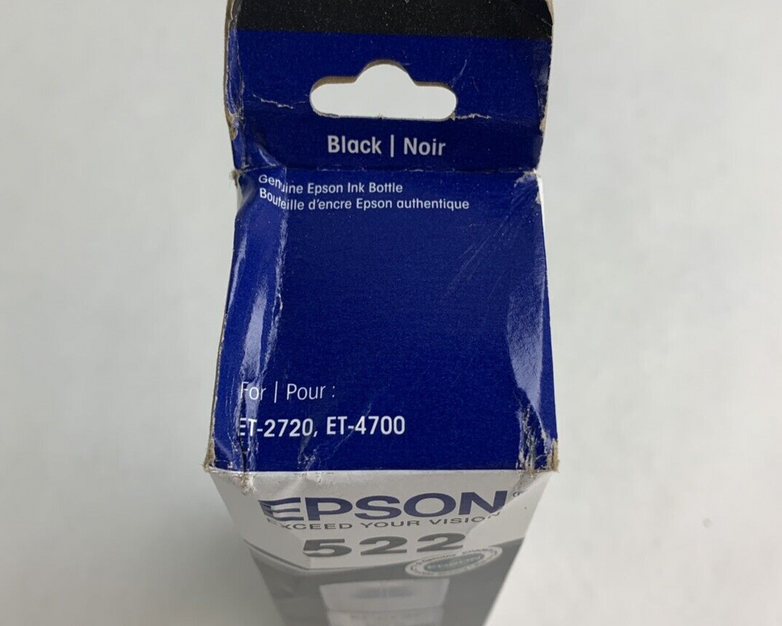 Black | Noir
Genuine Epson Ink Bottle
Bouteille d'encre Epson authentique
For | Pour :
ET-2720, ET-4700
EPSON
EXCEED YOUR VISION
522
EPSON